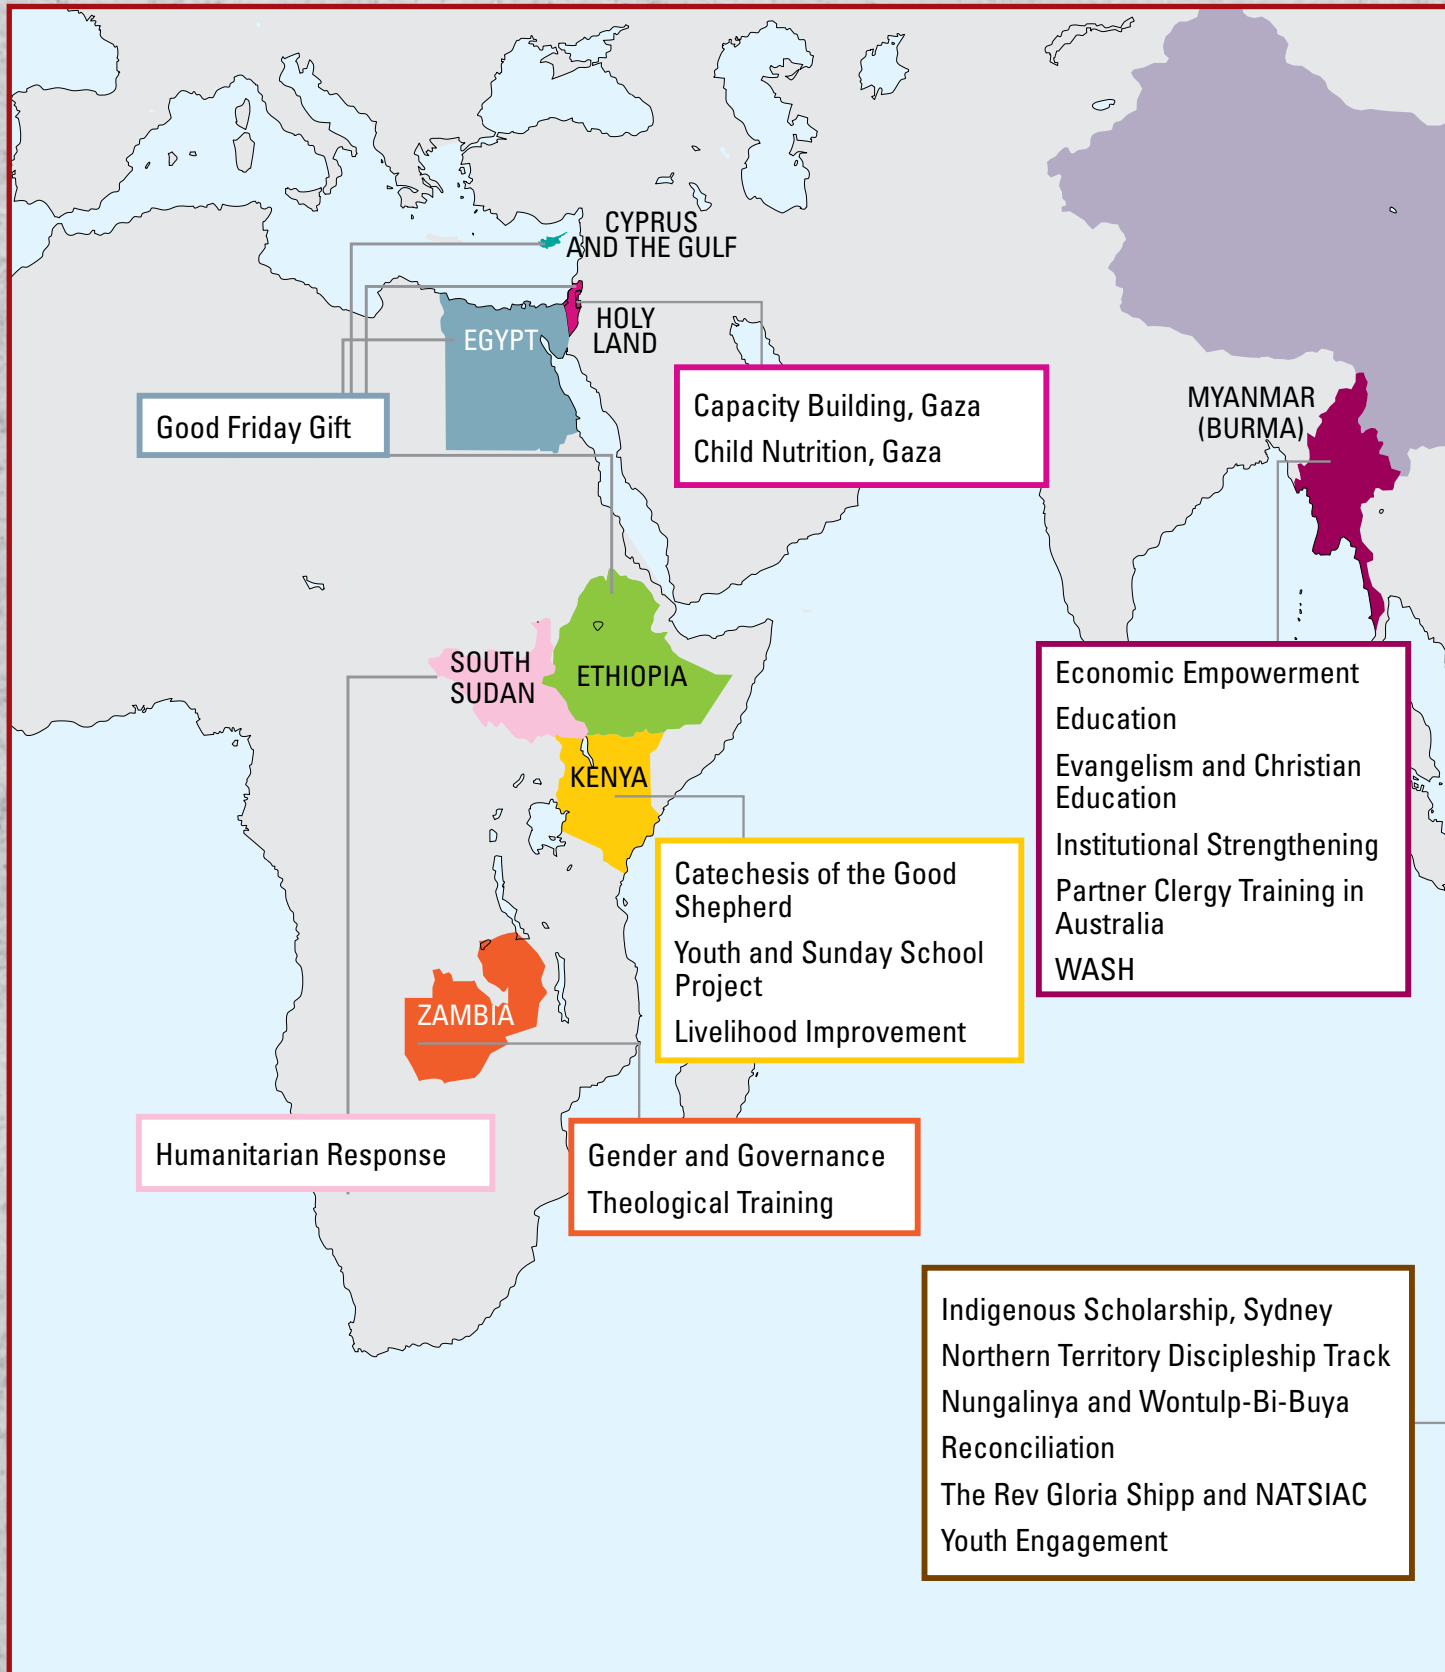 CYPRUS
AND THE GULF
EGYPT
HOLY
LAND
Good Friday Gift
Capacity Building, Gaza
Child Nutrition, Gaza
MYANMAR
(BURMA)
SOUTH
SUDAN
ETHIOPIA
KENYA
Economic Empowerment
Education
Evangelism and Christian
Education
Institutional Strengthening
Partner Clergy Training in
Australia
WASH
Catechesis of the Good
Shepherd
Youth and Sunday School
Project
Livelihood Improvement
ZAMBIA
Humanitarian Response
Gender and Governance
Theological Training
Indigenous Scholarship, Sydney
Northern Territory Discipleship Track
Nungalinya and Wontulp-Bi-Buya
Reconciliation
The Rev Gloria Shipp and NATSIAC
Youth Engagement